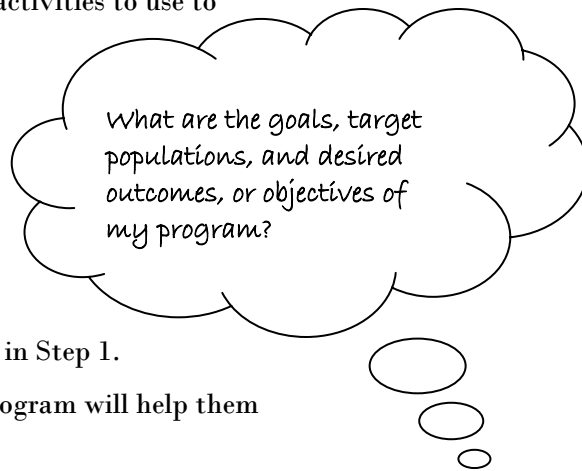 activities to use to
What are the goals, target
populations, and desired
outcomes, or objectives of
my program?
in Step 1.
ogram will help them